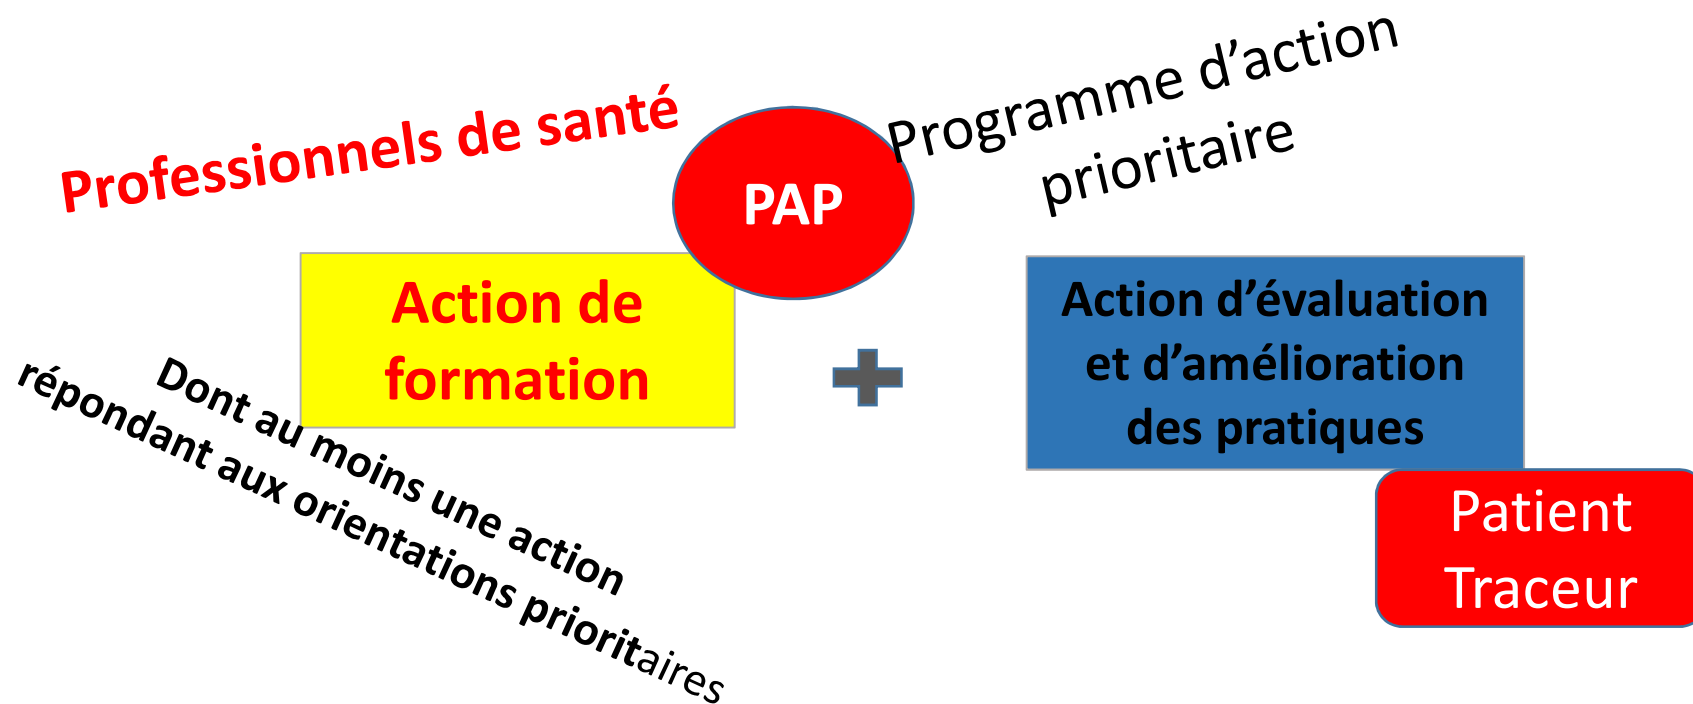 Professionnels de santé
PAP
Programme d’action
prioritaire
Action de
formation
Action d’évaluation
et d’amélioration
des pratiques
Dont au moins une action
répondant aux orientations prioritaires
Patient
Traceur